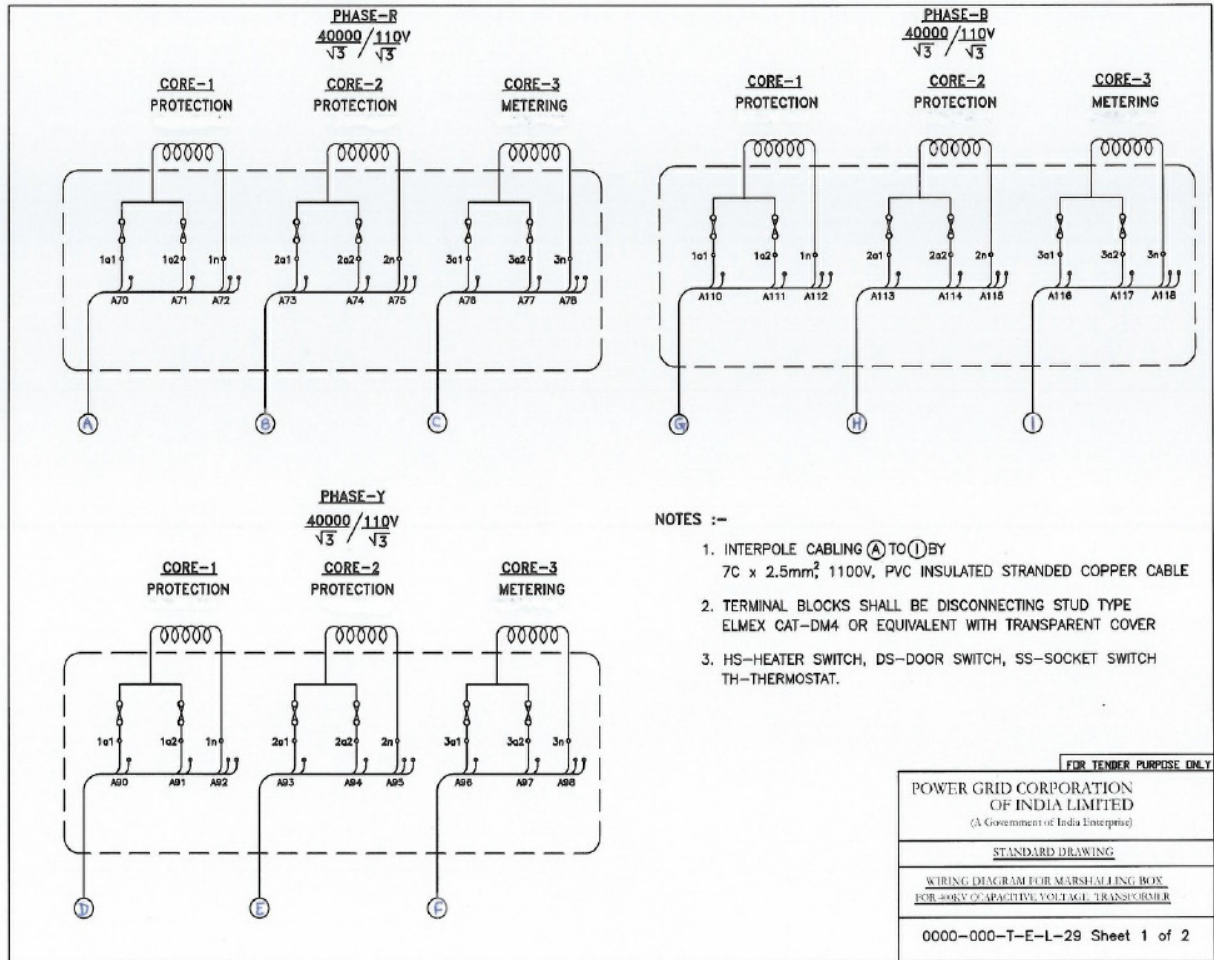 PHASE-R
40000/√3 / 110V/√3
CORE-1
PROTECTION
CORE-2
PROTECTION
CORE-3
METERING
1a1 1a2 1n 2a1 2a2 2n 3a1 3a2 3n
A70 A71 A72 A73 A74 A75 A76 A77 A78
A B C
PHASE-B
40000/√3 / 110V/√3
CORE-1
PROTECTION
CORE-2
PROTECTION
CORE-3
METERING
1a1 1a2 1n 2a1 2a2 2n 3a1 3a2 3n
A110 A111 A112 A113 A114 A115 A116 A117 A118
G H I
PHASE-Y
40000/√3 / 110V/√3
CORE-1
PROTECTION
CORE-2
PROTECTION
CORE-3
METERING
1a1 1a2 1n 2a1 2a2 2n 3a1 3a2 3n
A90 A91 A92 A93 A94 A95 A96 A97 A98
D E F
NOTES :-
1. INTERPOLE CABLING (A) TO (I) BY
7C x 2.5mm², 1100V, PVC INSULATED STRANDED COPPER CABLE
2. TERMINAL BLOCKS SHALL BE DISCONNECTING STUD TYPE
ELMEX CAT-DM4 OR EQUIVALENT WITH TRANSPARENT COVER
3. HS-HEATER SWITCH, DS-DOOR SWITCH, SS-SOCKET SWITCH
TH-THERMOSTAT.
FOR TENDER PURPOSE ONLY
POWER GRID CORPORATION
OF INDIA LIMITED
(A Government of India Enterprise)
STANDARD DRAWING
WIRING DIAGRAM FOR MARSHALLING BOX
FOR 400KV CCAPACITIVE VOLTAGE TRANSFORMER
0000-000-T-E-L-29 Sheet 1 of 2